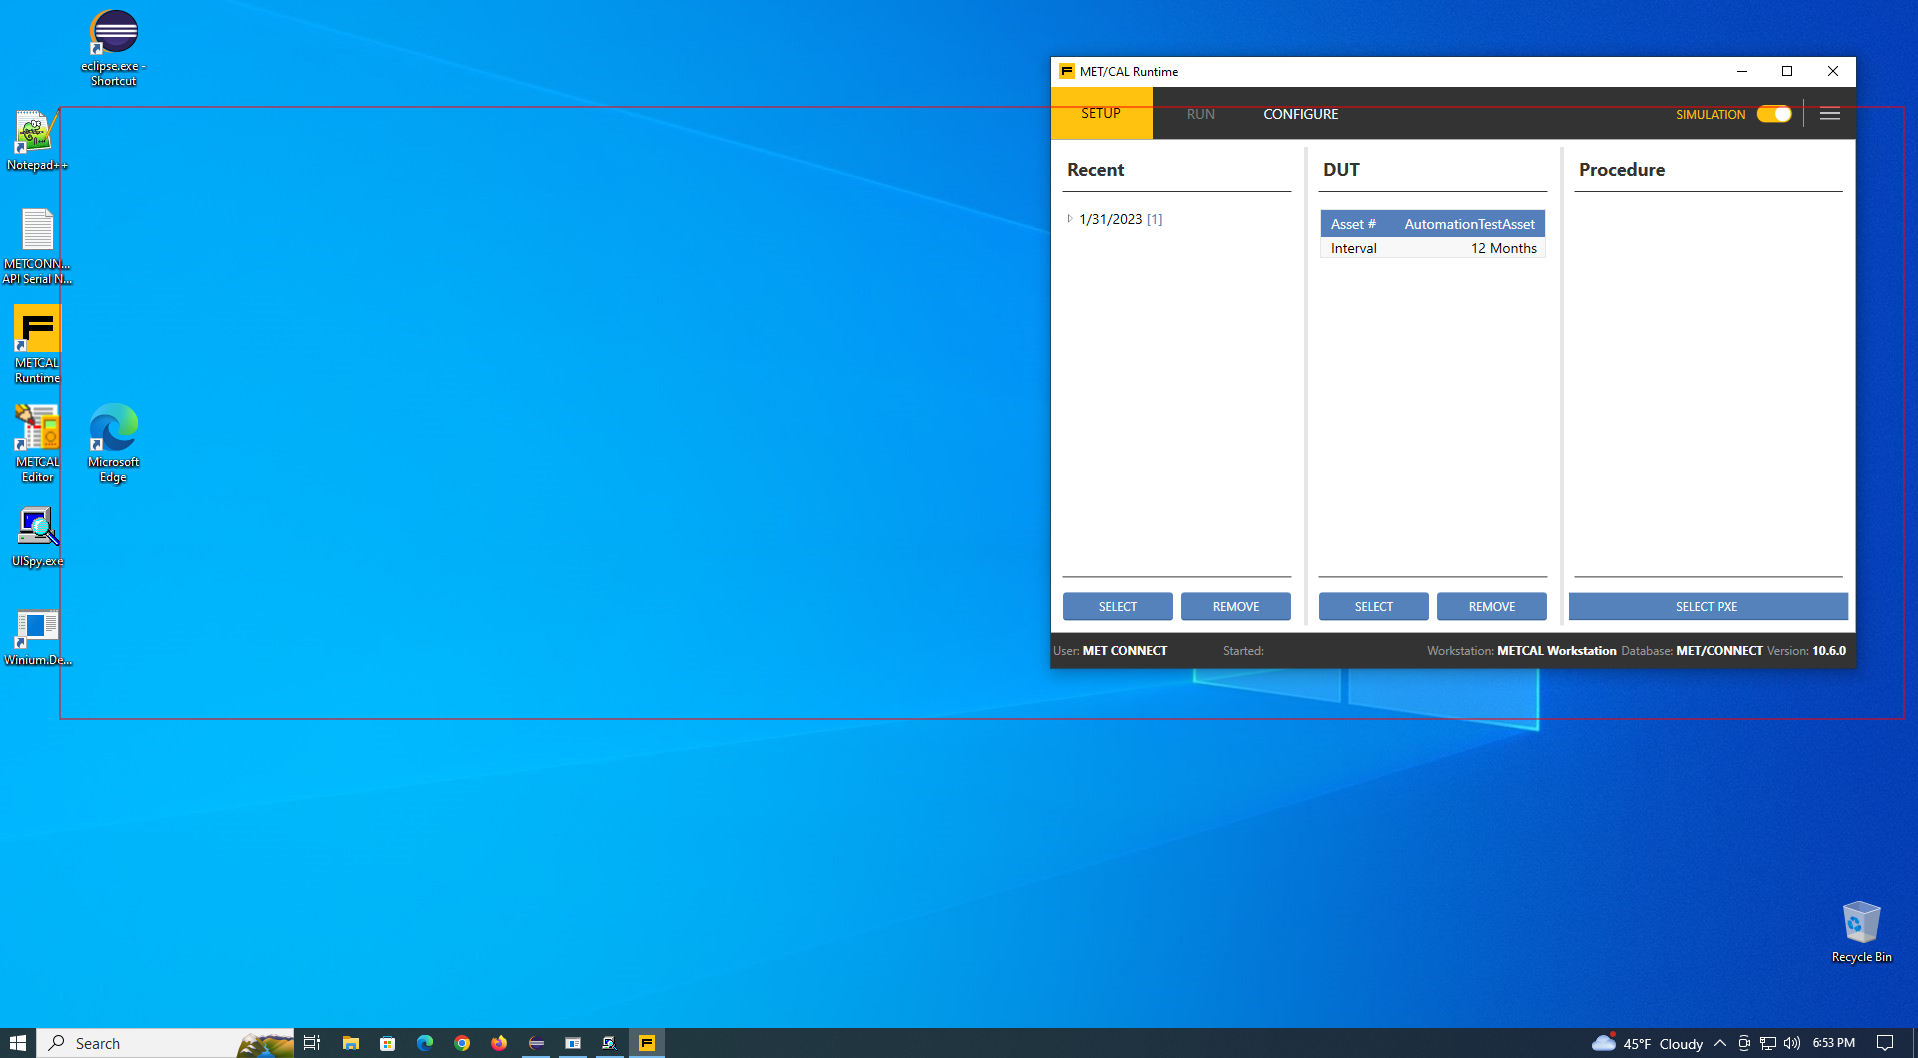 eclipse.exe -
Shortcut
Notepad++
METCONN...
API Serial N...
METCAL
Runtime
METCAL
Editor
Microsoft
Edge
UISpy.exe
Winium.De...
MET/CAL Runtime
SETUP
RUN
CONFIGURE
SIMULATION
Recent
1/31/2023 [1]
SELECT
REMOVE
DUT
Asset # AutomationTestAsset
Interval 12 Months
SELECT
REMOVE
Procedure
SELECT PXE
User: MET CONNECT
Started:
Workstation: METCAL Workstation Database: MET/CONNECT Version: 10.6.0
Recycle Bin
Search
45°F Cloudy
6:53 PM